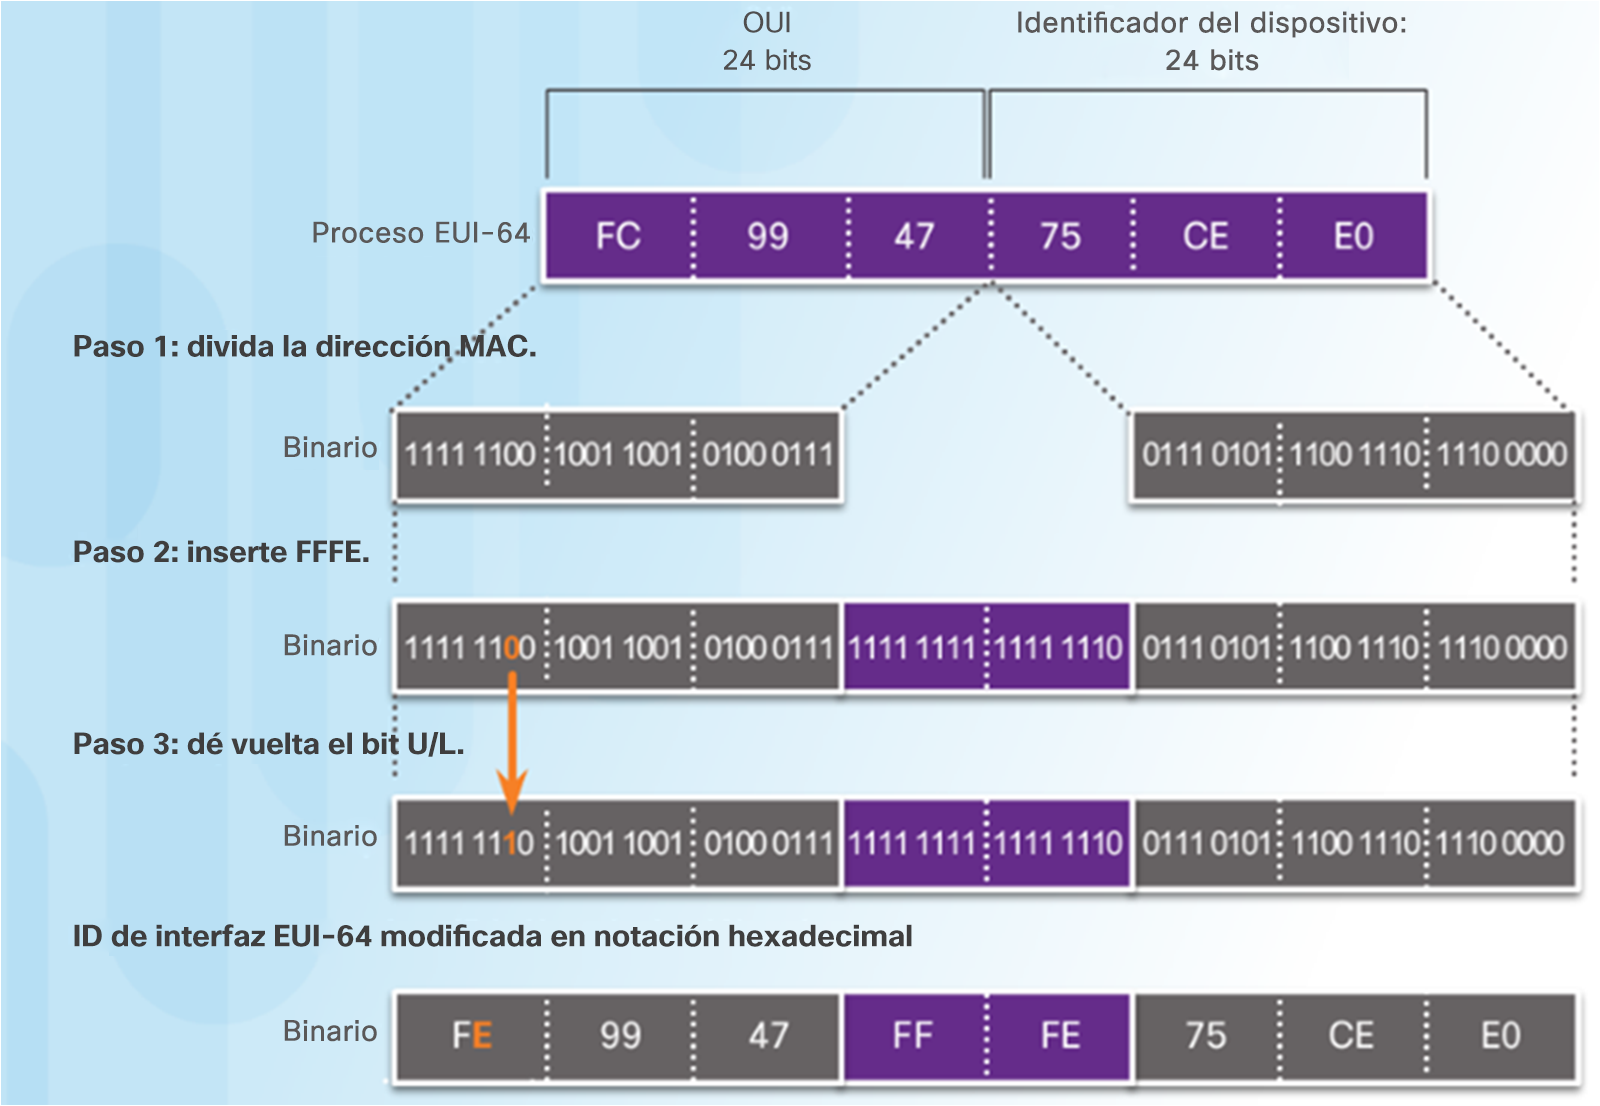 OUI
24 bits
Identificador del dispositivo:
24 bits
Proceso EUI-64 FC 99 47 75 CE E0
Paso 1: divida la dirección MAC.
Binario 1111 1100 1001 1001 0100 0111 0111 0101 1100 1110 1110 0000
Paso 2: inserte FFFE.
Binario 1111 1100 1001 1001 0100 0111 1111 1111 1111 1110 0111 0101 1100 1110 1110 0000
Paso 3: dé vuelta el bit U/L.
Binario 1111 1110 1001 1001 0100 0111 1111 1111 1111 1110 0111 0101 1100 1110 1110 0000
ID de interfaz EUI-64 modificada en notación hexadecimal
Binario FE 99 47 FF FE 75 CE E0